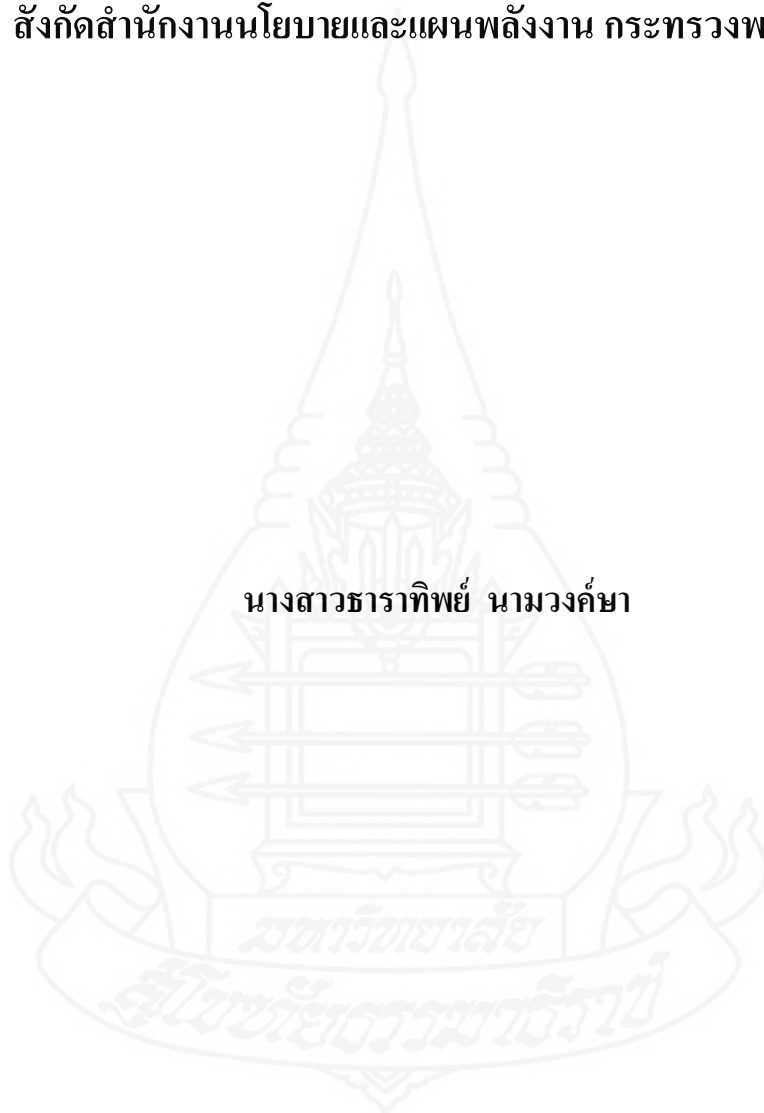 สังกัดสำนักงานนโยบายและแผนพลังงาน กระทรวงพ
นางสาวธาราทิพย์ นามวงค์ษา
มหาวิทยาลัย
สุโขทัยธรรมาธิราช